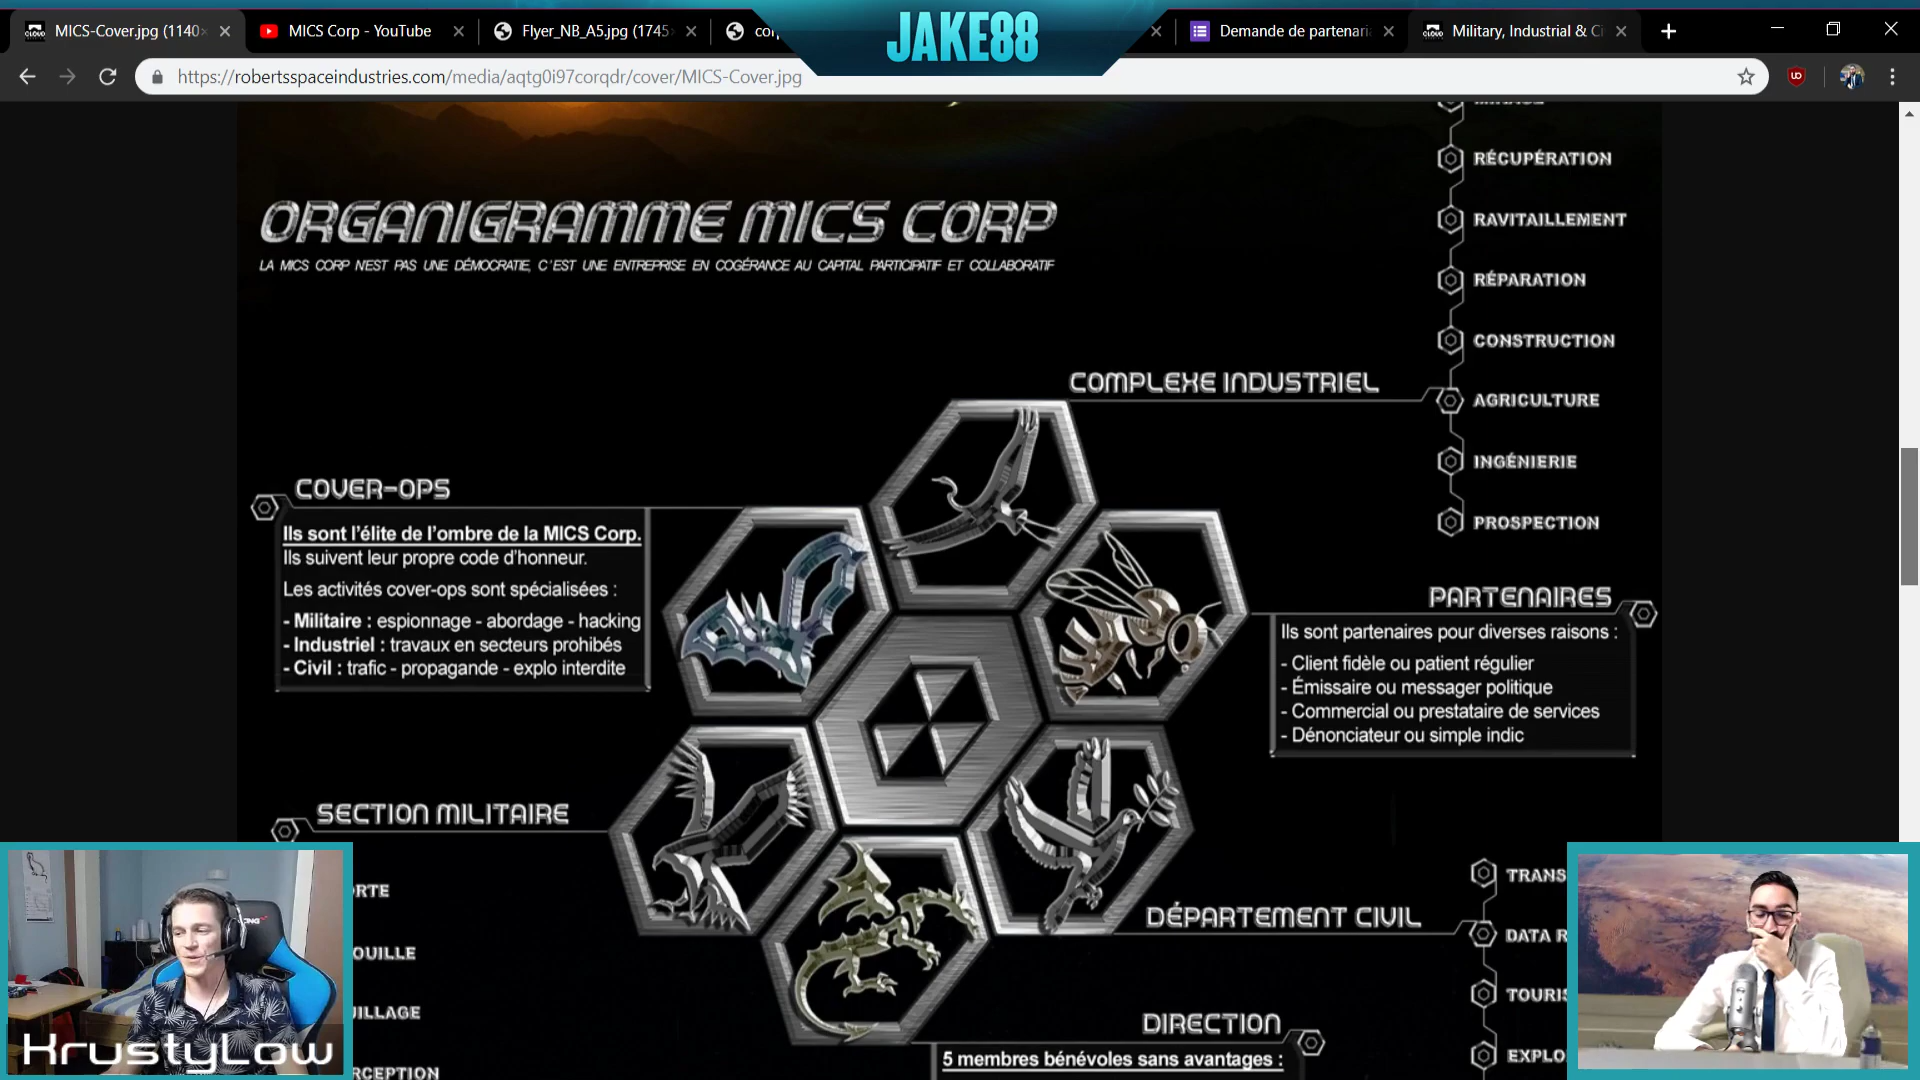 MICS-Cover.jpg (1140×
MICS Corp - YouTube
Flyer_NB_A5.jpg (1745×
JAKE88
Demande de partenari
Military, Industrial & Ci
https://robertsspaceindustries.com/media/aqtg0i97corqdr/cover/MICS-Cover.jpg
RÉCUPÉRATION
RAVITAILLEMENT
RÉPARATION
CONSTRUCTION
AGRICULTURE
INGÉNIERIE
PROSPECTION
ORGANIGRAMME MICS CORP
LA MICS CORP N'EST PAS UNE DÉMOCRATIE, C'EST UNE ENTREPRISE EN COGÉRANCE AU CAPITAL PARTICIPATIF ET COLLABORATIF
COMPLEXE INDUSTRIEL
COVER-OPS
Ils sont l'élite de l'ombre de la MICS Corp.
Ils suivent leur propre code d'honneur.
Les activités cover-ops sont spécialisées :
- Militaire : espionnage - abordage - hacking
- Industriel : travaux en secteurs prohibés
- Civil : trafic - propagande - explo interdite
PARTENAIRES
Ils sont partenaires pour diverses raisons :
- Client fidèle ou patient régulier
- Émissaire ou messager politique
- Commercial ou prestataire de services
- Dénonciateur ou simple indic
SECTION MILITAIRE
ORTE
OUILLE
UILLAGE
RCEPTION
DÉPARTEMENT CIVIL
TRANS
DATA R
TOURIS
EXPLO
DIRECTION
5 membres bénévoles sans avantages :
KrustyLow